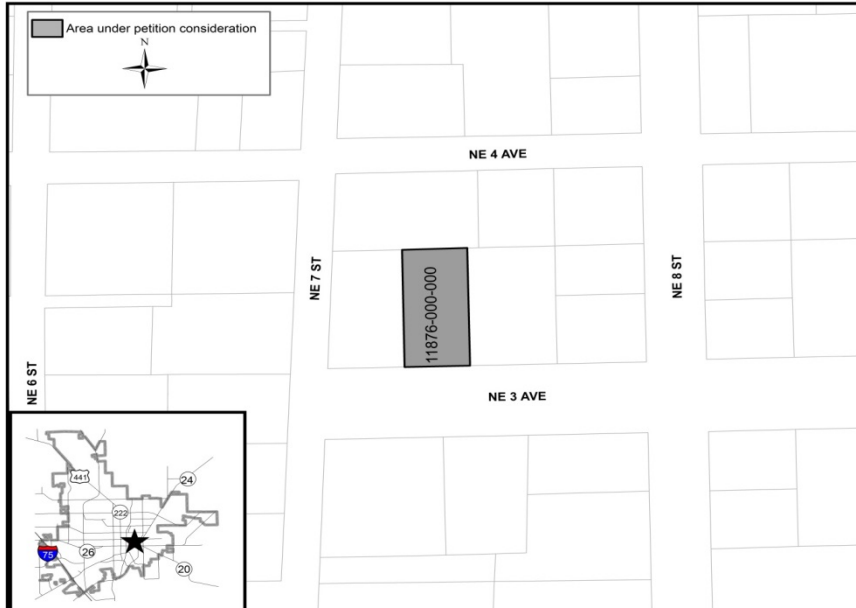 Area under petition consideration
N
NE 4 AVE
NE 7 ST
11876-000-000
NE 8 ST
NE 6 ST
NE 3 AVE
441
24
222
26
75
20